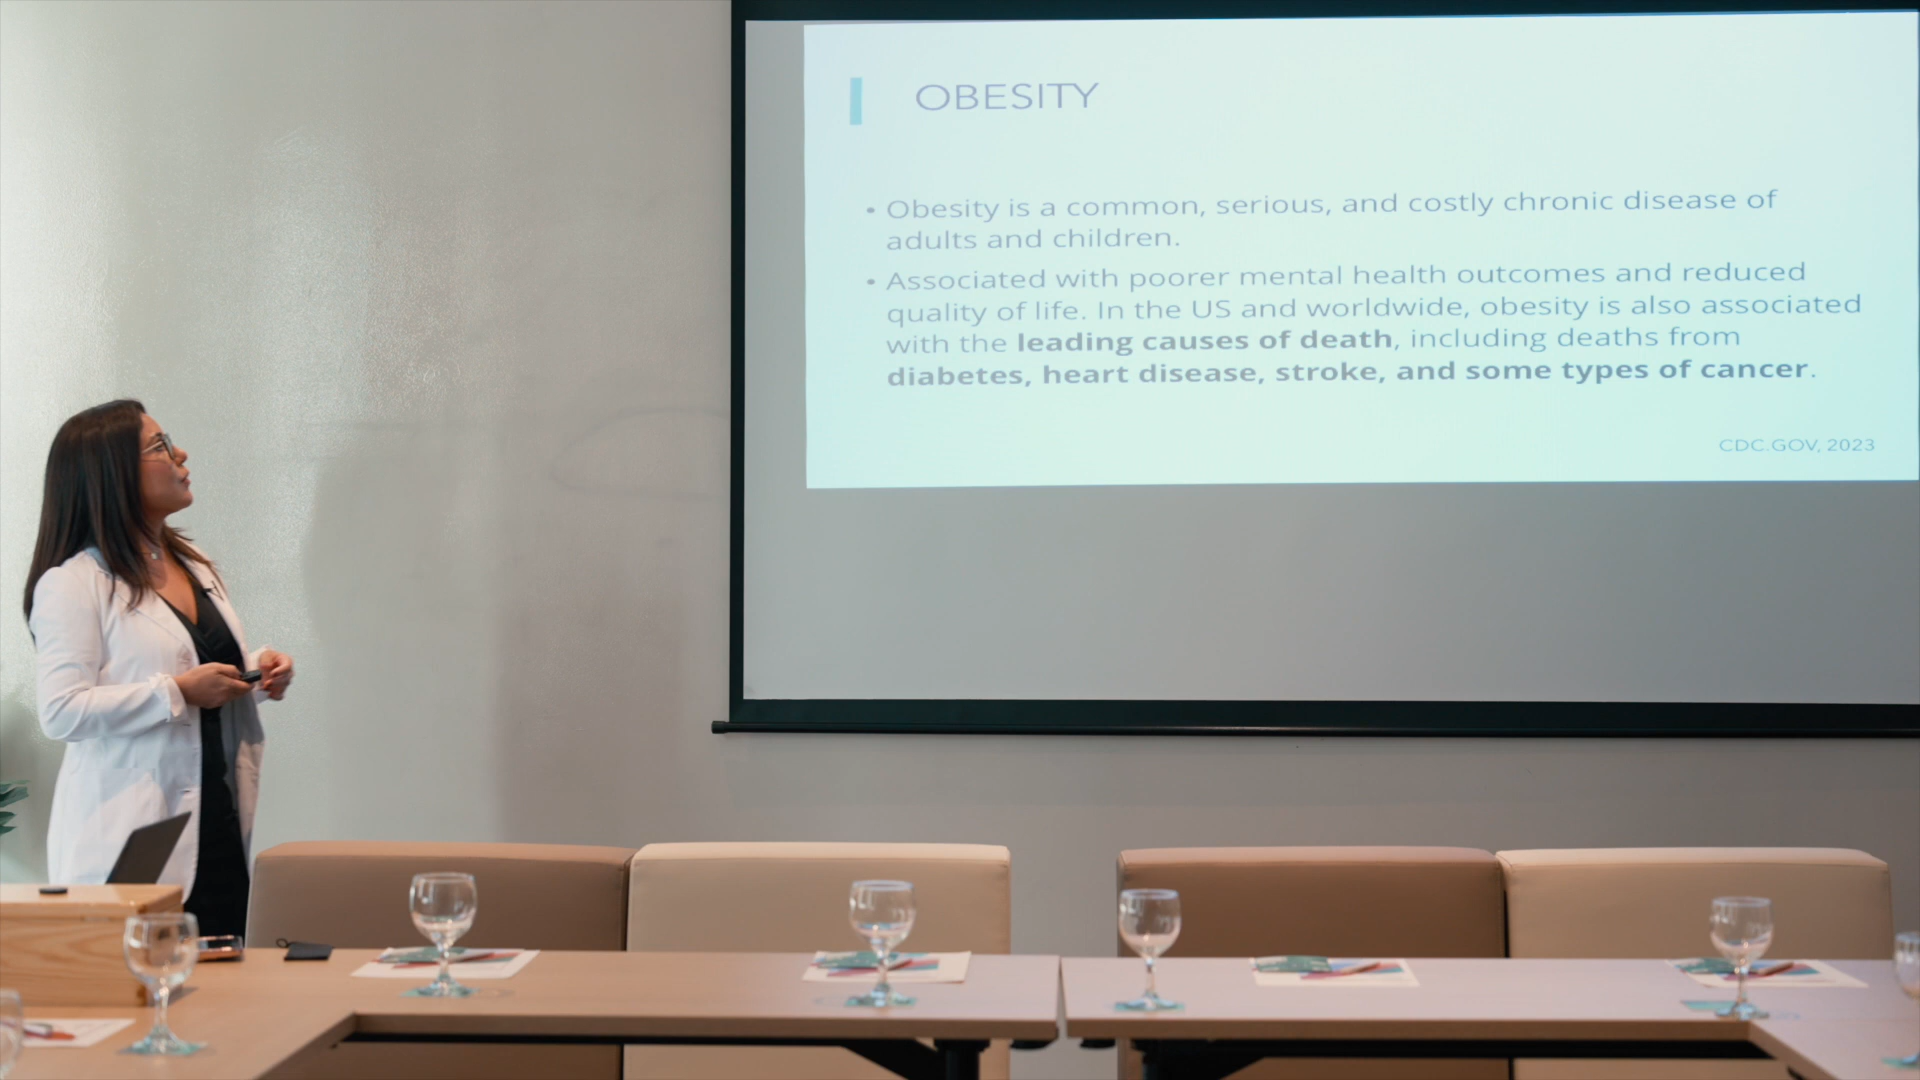 OBESITY
• Obesity is a common, serious, and costly chronic disease of
adults and children.
• Associated with poorer mental health outcomes and reduced
quality of life. In the US and worldwide, obesity is also associated
with the leading causes of death, including deaths from
diabetes, heart disease, stroke, and some types of cancer.
CDC.GOV, 2023